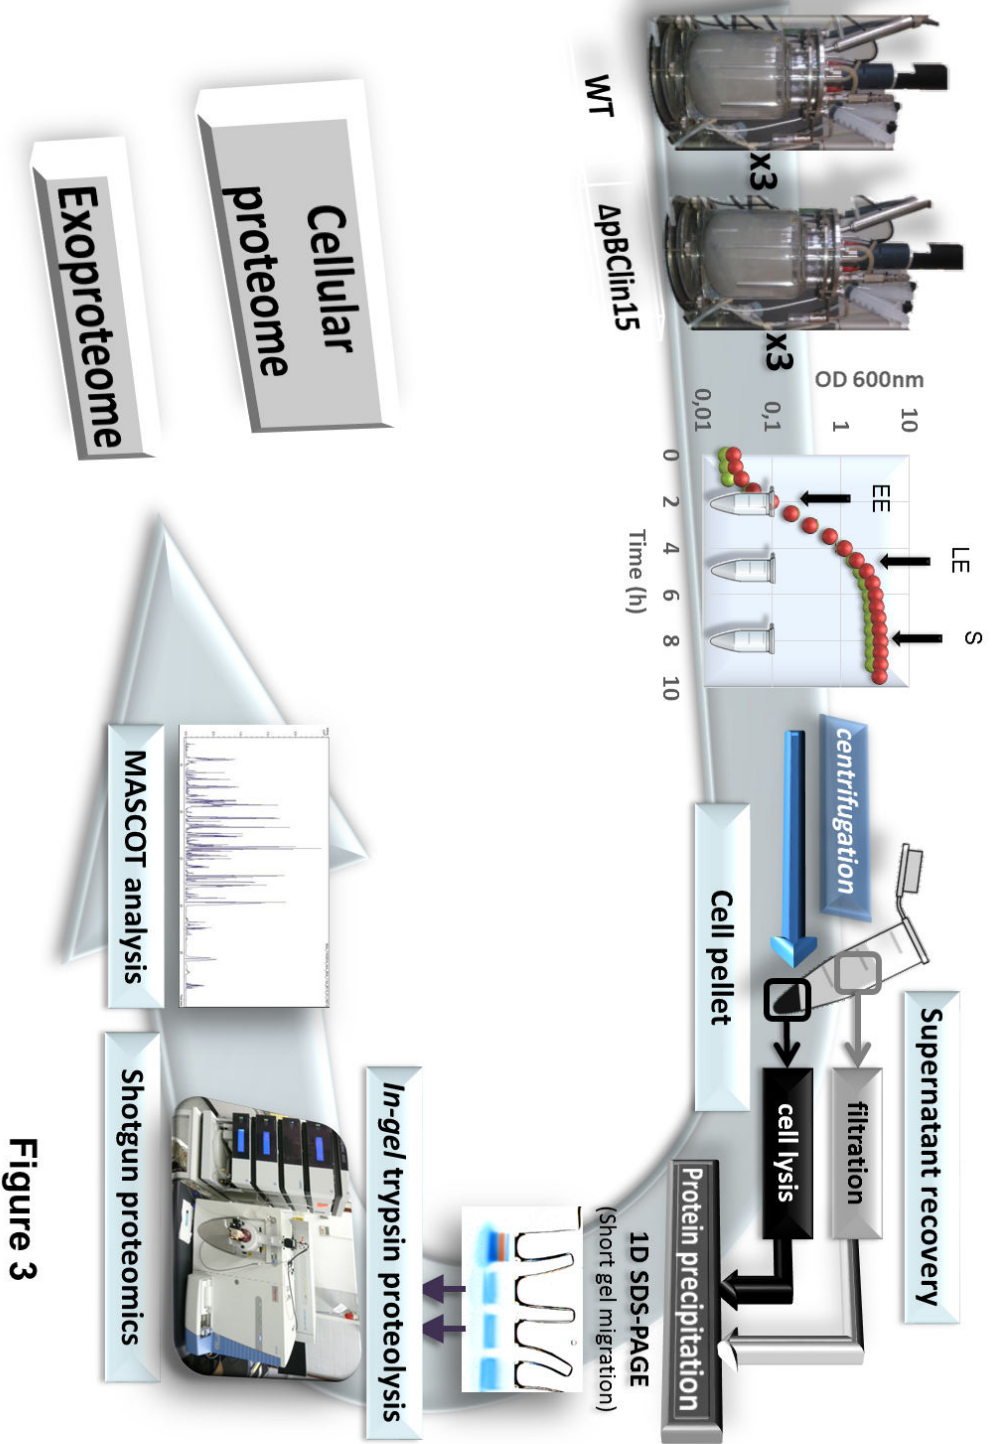 WT
x3
ΔpBClin15
x3
OD 600nm
10
1
0,1
0,01
0
2
4
6
8
10
Time (h)
EE
LE
S
centrifugation
Supernatant recovery
filtration
cell lysis
Cell pellet
Protein precipitation
1D SDS-PAGE
(Short gel migration)
In-gel trypsin proteolysis
Shotgun proteomics
MASCOT analysis
Cellular
proteome
Exoproteome
Figure 3